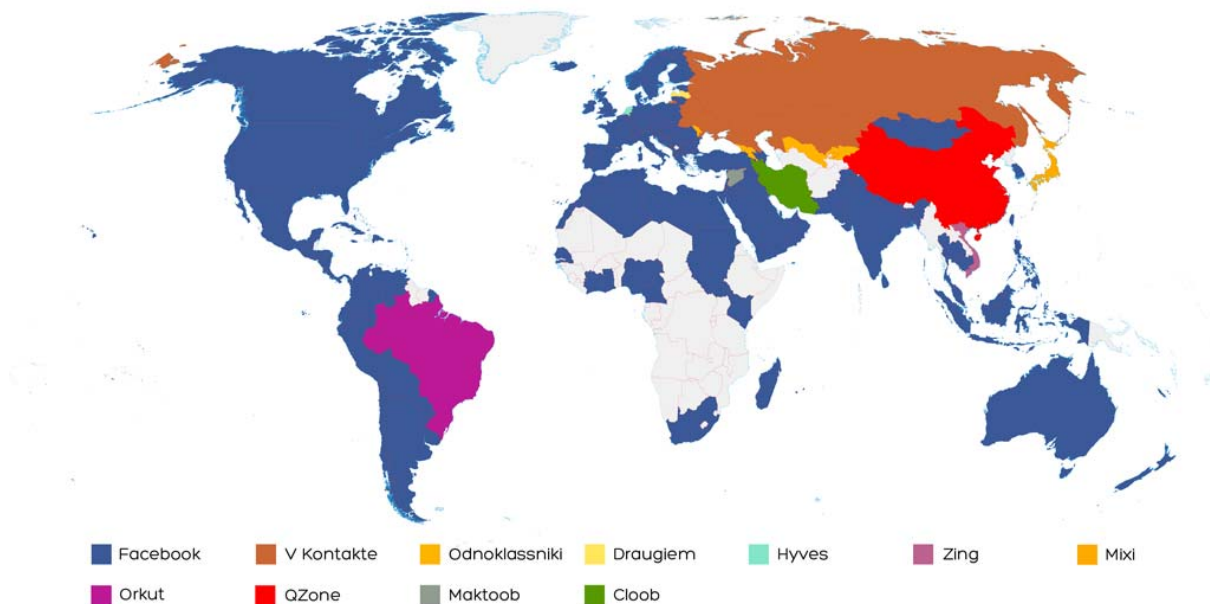 Facebook V Kontakte Odnoklassniki Draugiem Hyves Zing Mixi
Orkut QZone Maktoob Cloob